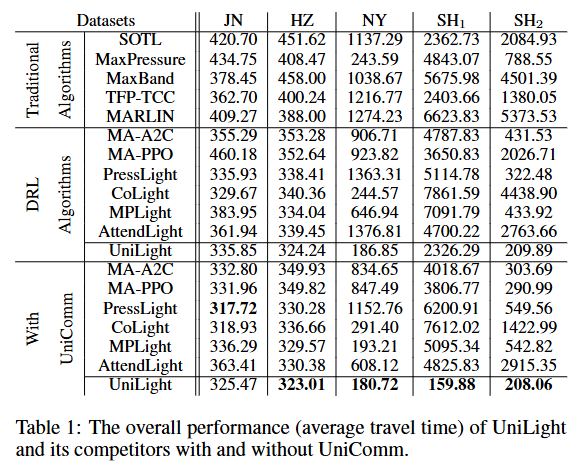 Datasets JN HZ NY SH1 SH2
Traditional Algorithms
SOTL 420.70 451.62 1137.29 2362.73 2084.93
MaxPressure 434.75 408.47 243.59 4843.07 788.55
MaxBand 378.45 458.00 1038.67 5675.98 4501.39
TFP-TCC 362.70 400.24 1216.77 2403.66 1380.05
MARLIN 409.27 388.00 1274.23 6623.83 5373.53
DRL Algorithms
MA-A2C 355.29 353.28 906.71 4787.83 431.53
MA-PPO 460.18 352.64 923.82 3650.83 2026.71
PressLight 335.93 338.41 1363.31 5114.78 322.48
CoLight 329.67 340.36 244.57 7861.59 4438.90
MPLight 383.95 334.04 646.94 7091.79 433.92
AttendLight 361.94 339.45 1376.81 4700.22 2763.66
UniLight 335.85 324.24 186.85 2326.29 209.89
With UniComm
MA-A2C 332.80 349.93 834.65 4018.67 303.69
MA-PPO 331.96 349.82 847.49 3806.77 290.99
PressLight 317.72 330.28 1152.76 6200.91 549.56
CoLight 318.93 336.66 291.40 7612.02 1422.99
MPLight 336.29 329.57 193.21 5095.34 542.82
AttendLight 363.41 330.38 608.12 4825.83 2915.35
UniLight 325.47 323.01 180.72 159.88 208.06
Table 1: The overall performance (average travel time) of UniLight
and its competitors with and without UniComm.